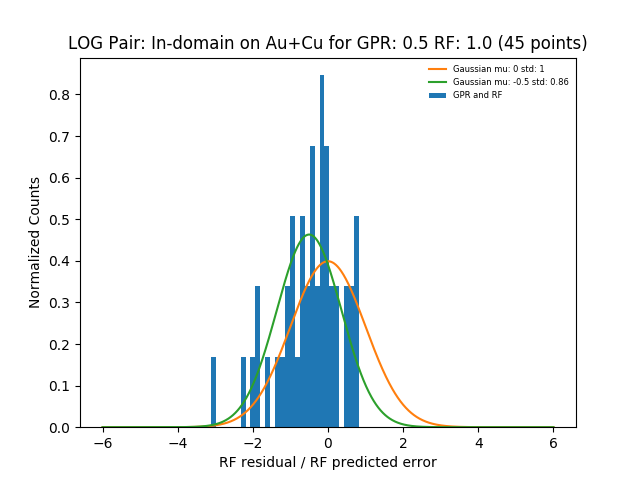 LOG Pair: In-domain on Au+Cu for GPR: 0.5 RF: 1.0 (45 points)
Gaussian mu: 0 std: 1
Gaussian mu: -0.5 std: 0.86
GPR and RF
Normalized Counts
0.8
0.7
0.6
0.5
0.4
0.3
0.2
0.1
0.0
−6 −4 −2 0 2 4 6
RF residual / RF predicted error